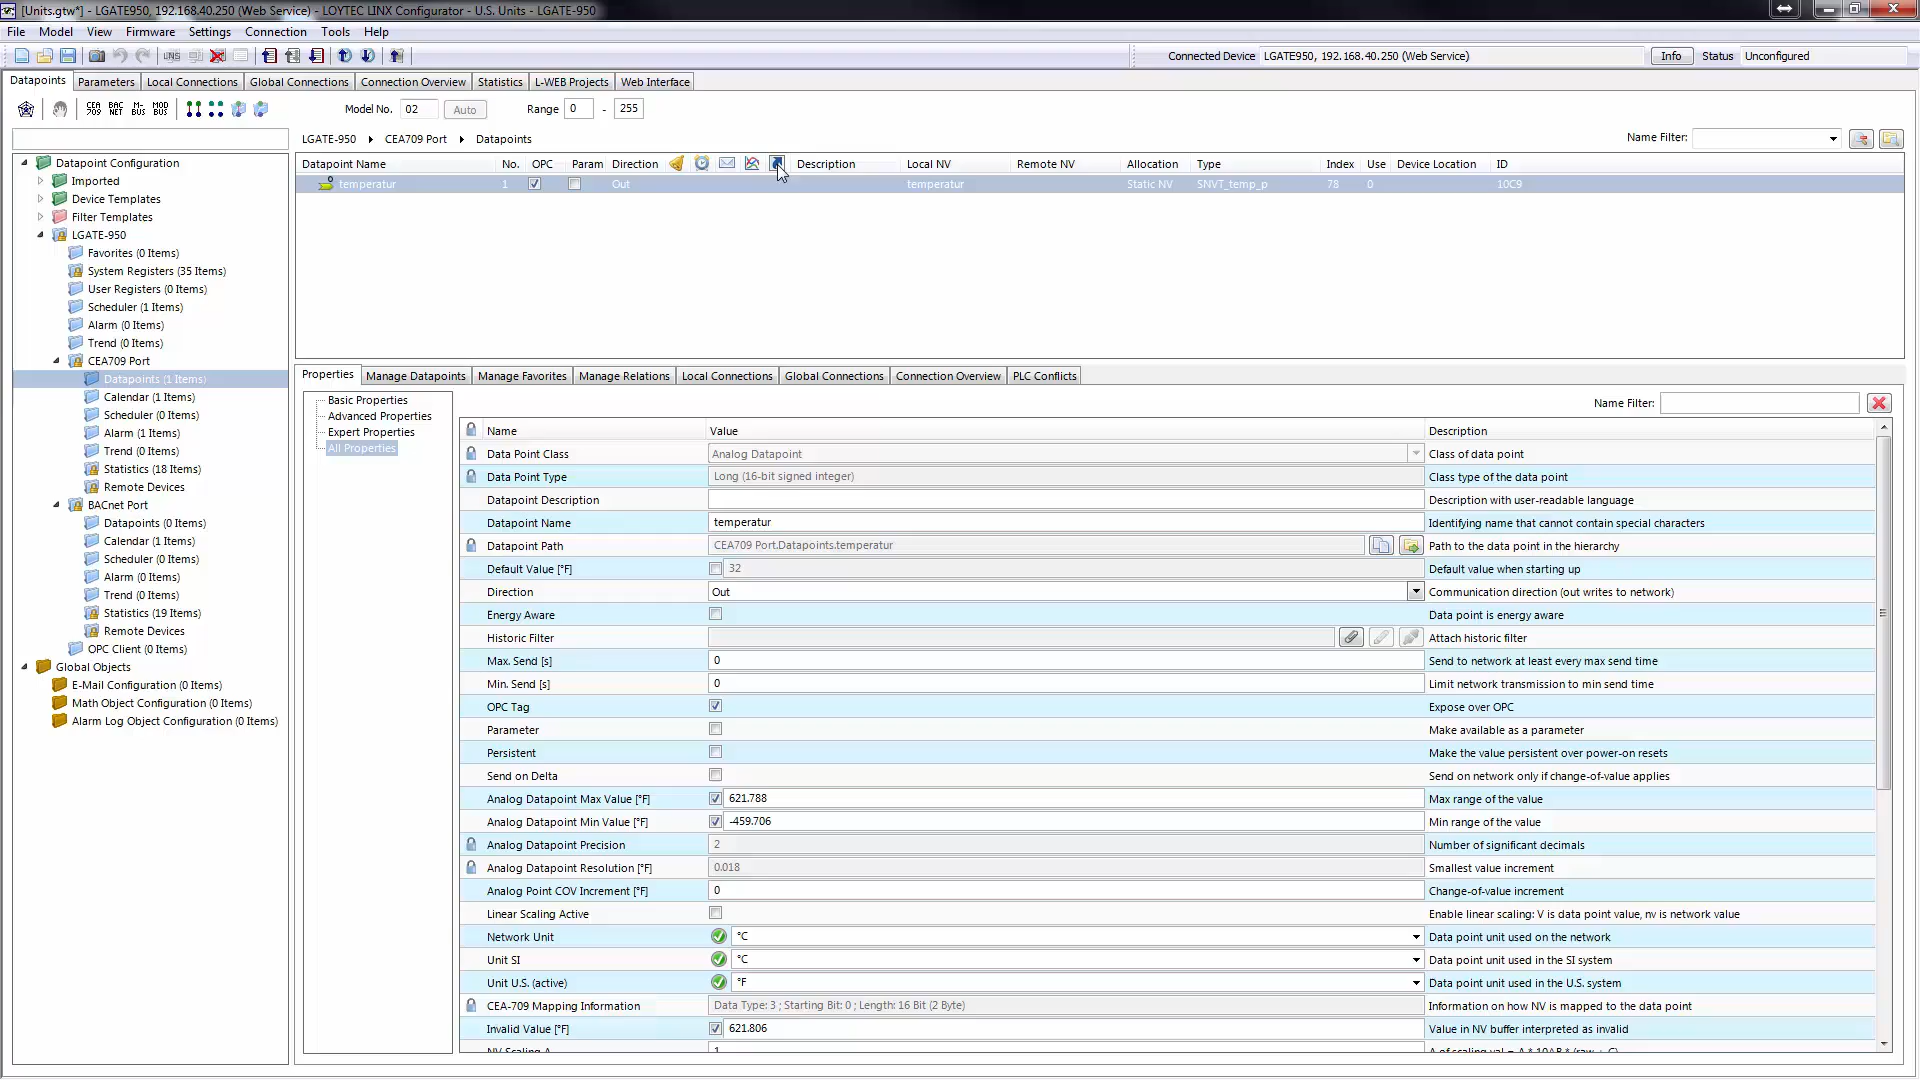 [Units.gtw*] - LGATE950, 192.168.40.250 (Web Service) - LOYTEC LINX Configurator - U.S. Units - LGATE-950
File Model View Firmware Settings Connection Tools Help
Connected Device LGATE950, 192.168.40.250 (Web Service) Info Status Unconfigured
Datapoints Parameters Local Connections Global Connections Connection Overview Statistics L-WEB Projects Web Interface
CEA 709 BAC NET M- BUS MOD BUS Model No. 02 Auto Range 0 - 255
LGATE-950 CEA709 Port Datapoints Name Filter:
Datapoint Name No. OPC Param Direction Description Local NV Remote NV Allocation Type Index Use Device Location ID
temperatur 1 Out temperatur Static NV SNVT_temp_p 78 0 10C9
Datapoint Configuration
Imported
Device Templates
Filter Templates
LGATE-950
Favorites (0 Items)
System Registers (35 Items)
User Registers (0 Items)
Scheduler (1 Items)
Alarm (0 Items)
Trend (0 Items)
CEA709 Port
Datapoints (1 Items)
Calendar (1 Items)
Scheduler (0 Items)
Alarm (1 Items)
Trend (0 Items)
Statistics (18 Items)
Remote Devices
BACnet Port
Datapoints (0 Items)
Calendar (1 Items)
Scheduler (0 Items)
Alarm (0 Items)
Trend (0 Items)
Statistics (19 Items)
Remote Devices
OPC Client (0 Items)
Global Objects
E-Mail Configuration (0 Items)
Math Object Configuration (0 Items)
Alarm Log Object Configuration (0 Items)
Properties Manage Datapoints Manage Favorites Manage Relations Local Connections Global Connections Connection Overview PLC Conflicts
Basic Properties
Advanced Properties
Expert Properties
All Properties
Name Filter:
Name Value Description
Data Point Class Analog Datapoint Class of data point
Data Point Type Long (16-bit signed integer) Class type of the data point
Datapoint Description Description with user-readable language
Datapoint Name temperatur Identifying name that cannot contain special characters
Datapoint Path CEA709 Port.Datapoints.temperatur Path to the data point in the hierarchy
Default Value [°F] 32 Default value when starting up
Direction Out Communication direction (out writes to network)
Energy Aware Data point is energy aware
Historic Filter Attach historic filter
Max. Send [s] 0 Send to network at least every max send time
Min. Send [s] 0 Limit network transmission to min send time
OPC Tag Expose over OPC
Parameter Make available as a parameter
Persistent Make the value persistent over power-on resets
Send on Delta Send on network only if change-of-value applies
Analog Datapoint Max Value [°F] 621.788 Max range of the value
Analog Datapoint Min Value [°F] -459.706 Min range of the value
Analog Datapoint Precision 2 Number of significant decimals
Analog Datapoint Resolution [°F] 0.018 Smallest value increment
Analog Point COV Increment [°F] 0 Change-of-value increment
Linear Scaling Active Enable linear scaling: V is data point value, nv is network value
Network Unit °C Data point unit used on the network
Unit SI °C Data point unit used in the SI system
Unit U.S. (active) °F Data point unit used in the U.S. system
CEA-709 Mapping Information Data Type: 3 ; Starting Bit: 0 ; Length: 16 Bit (2 Byte) Information on how NV is mapped to the data point
Invalid Value [°F] 621.806 Value in NV buffer interpreted as invalid
NV Scaling A 1